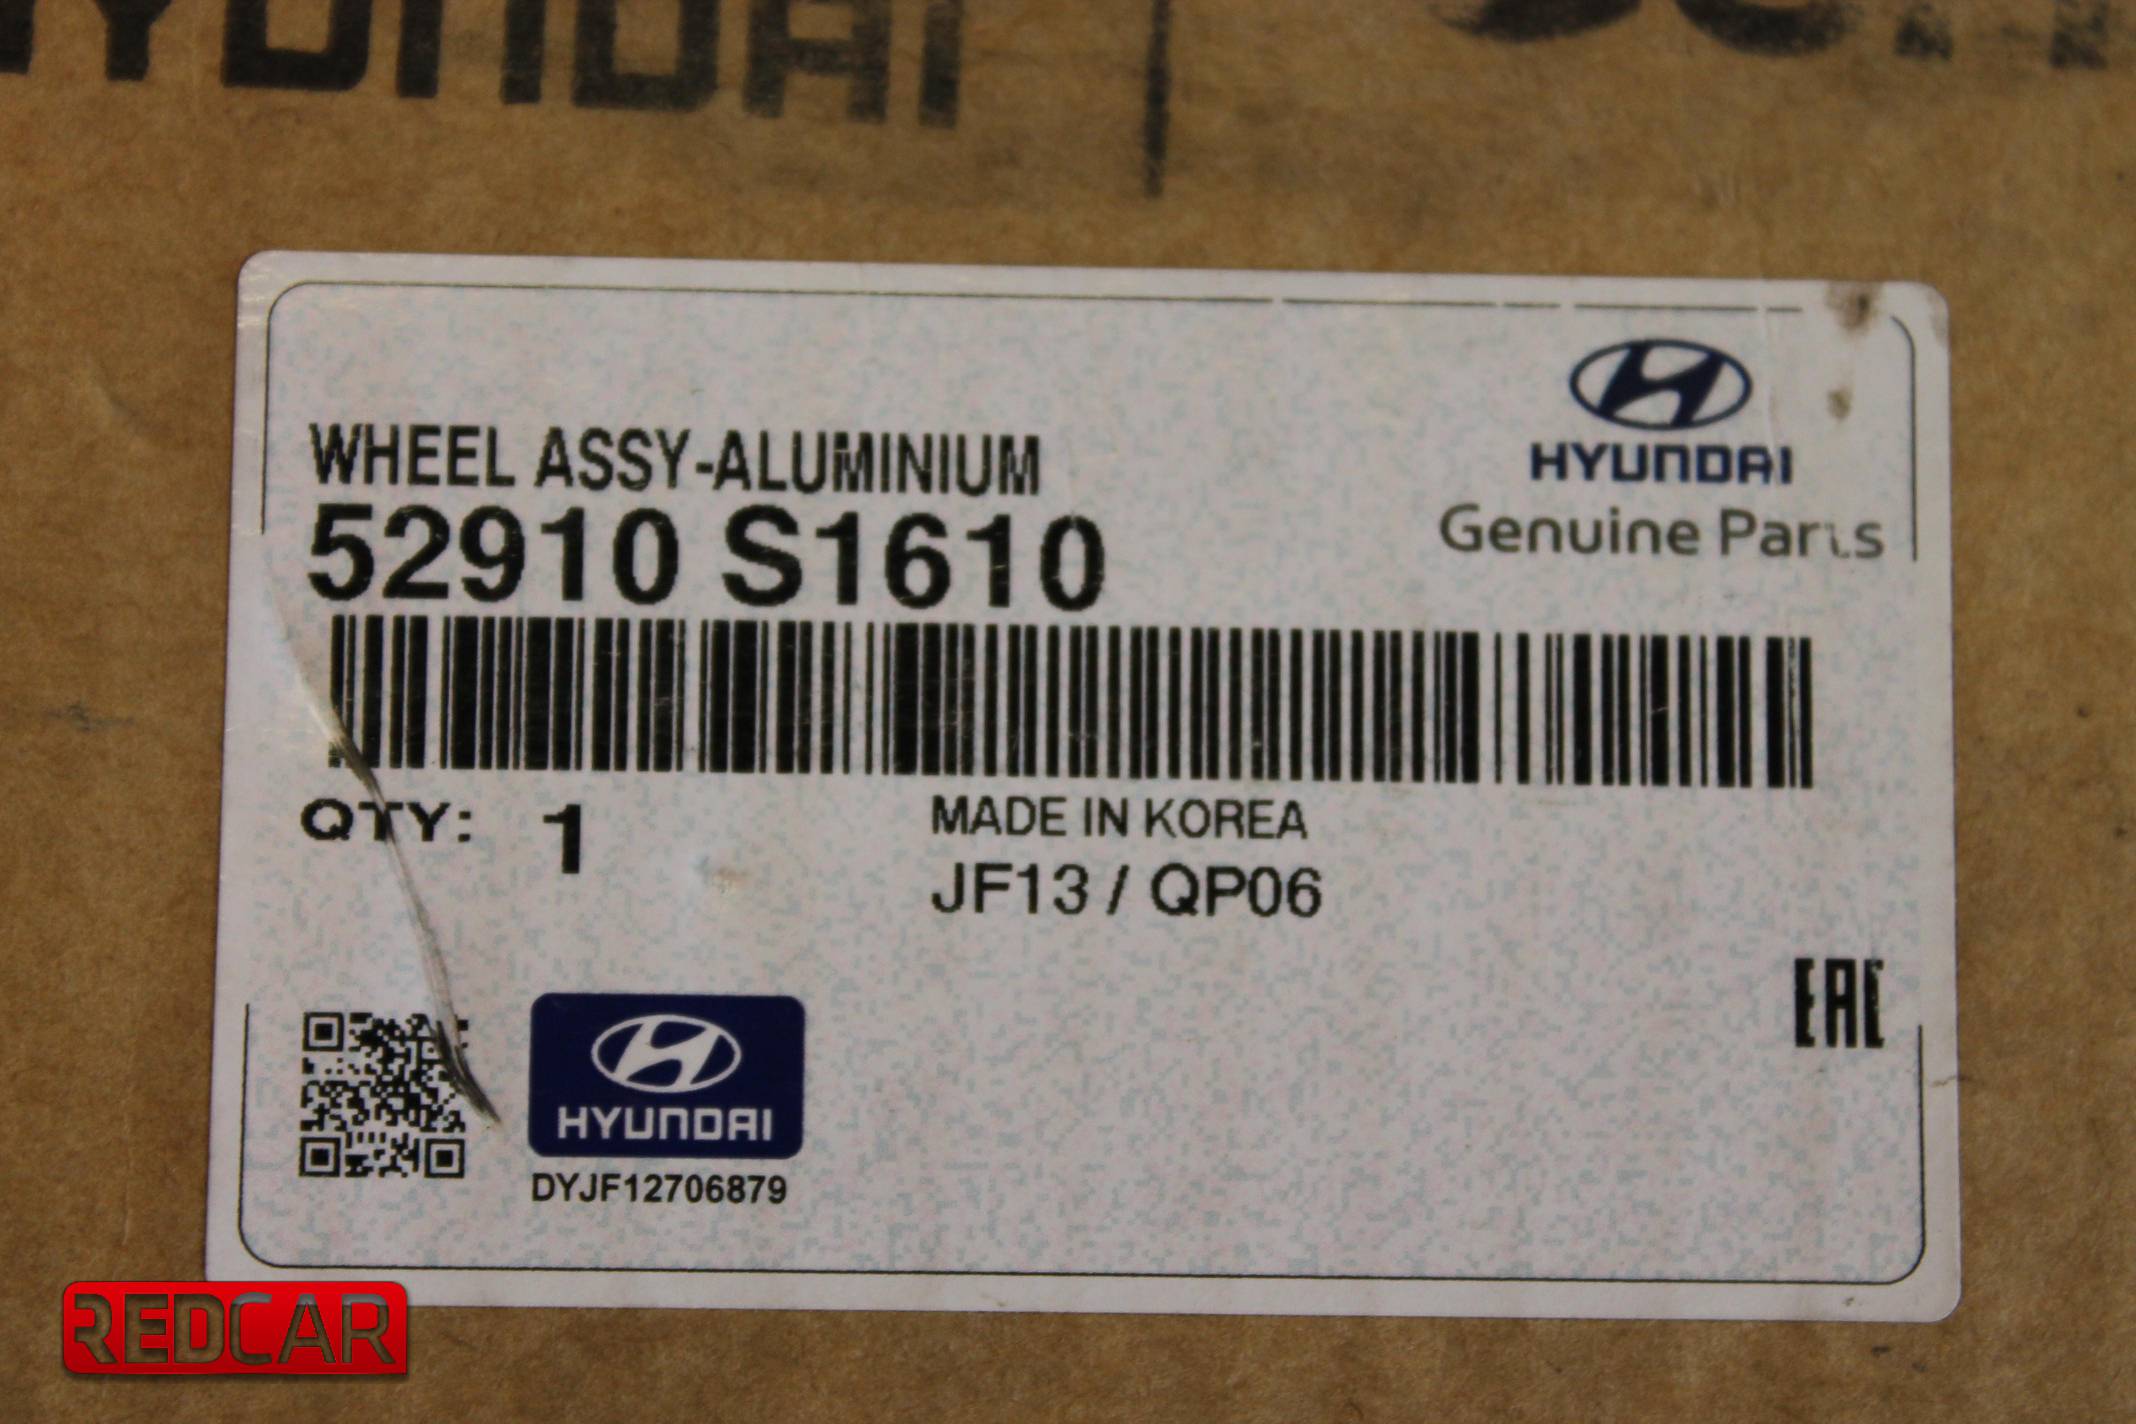 HYUNDAI
WHEEL ASSY-ALUMINIUM
52910 S1610
HYUNDAI
Genuine Parts
QTY: 1
MADE IN KOREA
JF13 / QP06
EAC
HYUNDAI
DYJF12706879
REDCAR